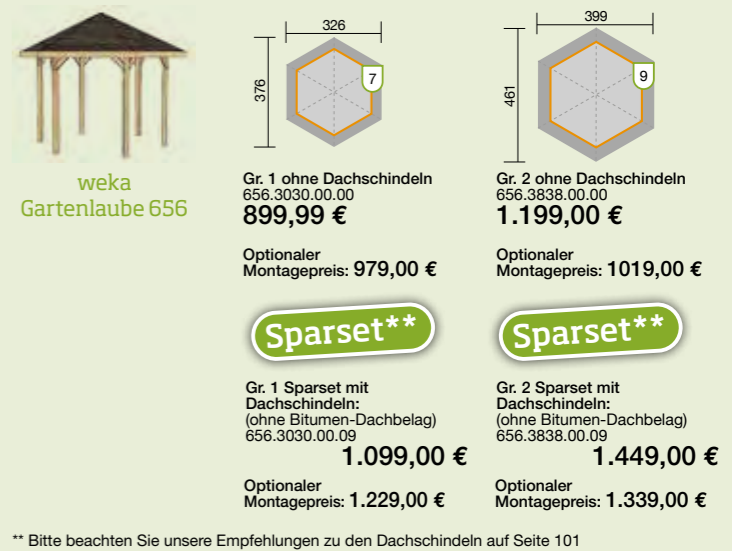 weka
Gartenlaube 656
326
376
7
Gr. 1 ohne Dachschindeln
656.3030.00.00
899,99 €
Optionaler
Montagepreis: 979,00 €
Sparset**
Gr. 1 Sparset mit
Dachschindeln:
(ohne Bitumen-Dachbelag)
656.3030.00.09
1.099,00 €
Optionaler
Montagepreis: 1.229,00 €
399
461
9
Gr. 2 ohne Dachschindeln
656.3838.00.00
1.199,00 €
Optionaler
Montagepreis: 1019,00 €
Sparset**
Gr. 2 Sparset mit
Dachschindeln:
(ohne Bitumen-Dachbelag)
656.3838.00.09
1.449,00 €
Optionaler
Montagepreis: 1.339,00 €
** Bitte beachten Sie unsere Empfehlungen zu den Dachschindeln auf Seite 101